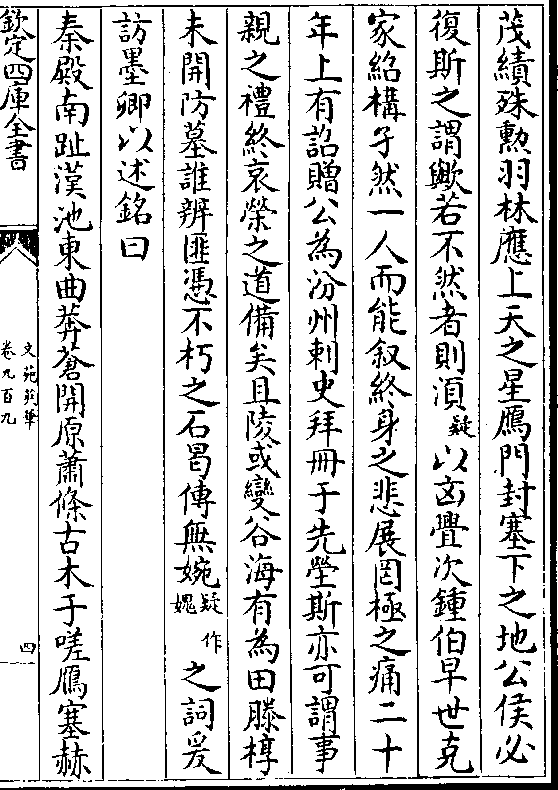 茂績殊勲羽林應上天之星鴈門封塞下之地公侯必
復斯之謂歟若不然者則湏疑以凶舋次鍾伯早世克
家紹構孑然一人而能叙終身之悲展罔極之痛二十
年上有詔贈公為汾州刺史拜冊于先塋斯亦可謂事
親之禮終哀榮之道備矣且陵或變谷海有為田滕椁
未開防墓誰辨匪憑不朽之石曷傳無婉疑作媿之詞爰
訪墨卿以述銘曰
秦殿南趾漢池東曲莽蒼開原蕭條古木于嗟鴈塞赫
欽定四庫全書
文苑英華
卷九百九
四